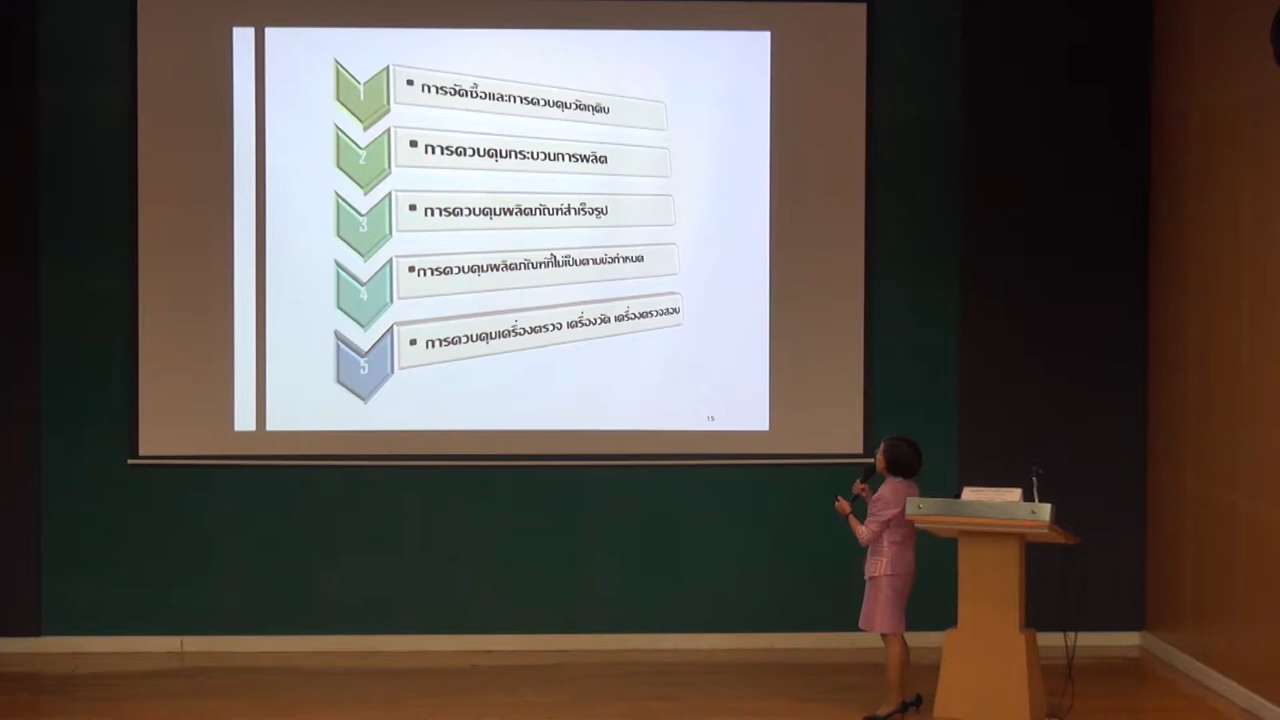 1
▪ การจัดซื้อและการควบคุมวัตถุดิบ
2
▪ การควบคุมกระบวนการผลิต
3
▪ การควบคุมผลิตภัณฑ์สำเร็จรูป
4
▪การควบคุมผลิตภัณฑ์ที่ไม่เป็นตามข้อกำหนด
5
▪ การควบคุมเครื่องตรวจ เครื่องวัด เครื่องตรวจสอบ
15